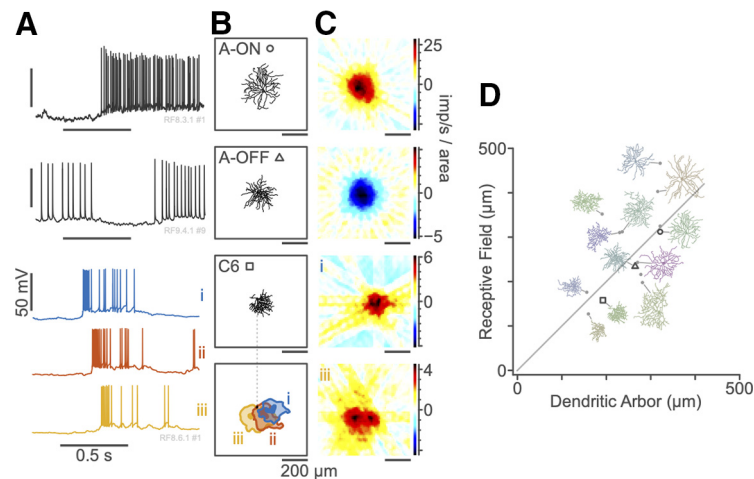 A
B
C
D
A-ON
RF8.3.1 #1
25
0
imp/s / area
A-OFF
RF9.4.1 #9
0
−5
50 mV
i
ii
iii
RF8.6.1 #1
0.5 s
C6
i
ii
iii
200 μm
i
6
0
iii
4
0
Receptive Field (μm)
500
0
0
500
Dendritic Arbor (μm)